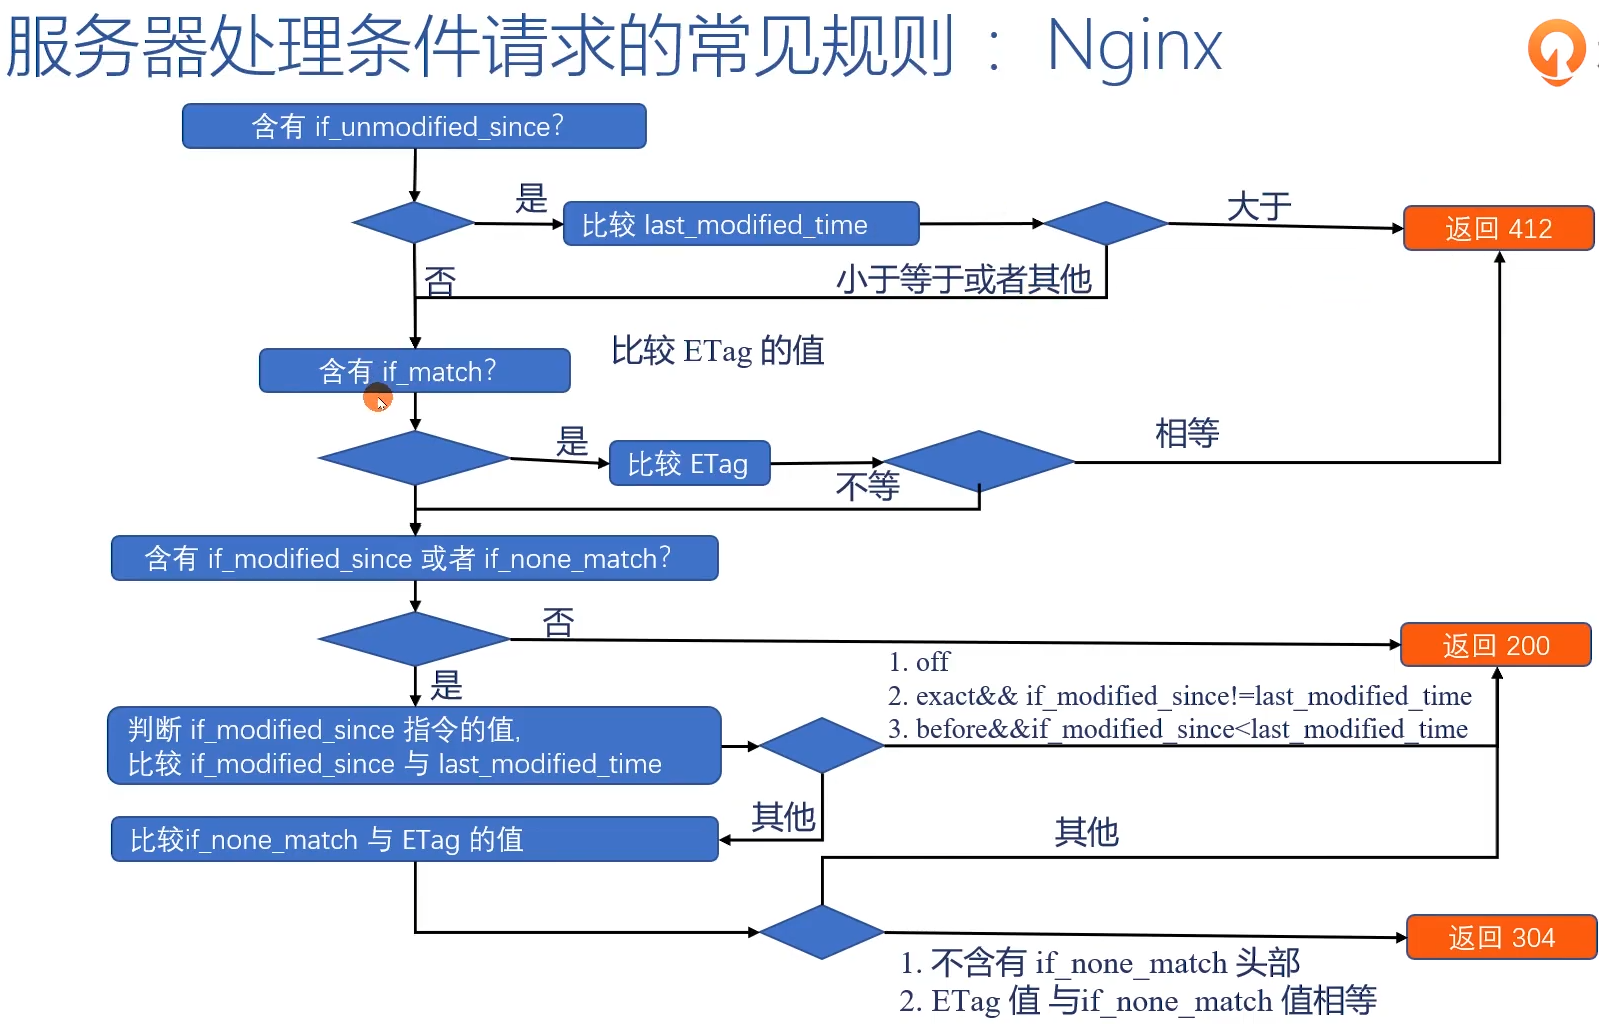 服务器处理条件请求的常见规则：Nginx
含有 if_unmodified_since?
是
比较 last_modified_time
大于
返回 412
否
小于等于或者其他
含有 if_match?
比较 ETag 的值
是
比较 ETag
不等
相等
含有 if_modified_since 或者 if_none_match?
否
返回 200
是
1. off
2. exact&& if_modified_since!=last_modified_time
3. before&&if_modified_since<last_modified_time
判断 if_modified_since 指令的值,
比较 if_modified_since 与 last_modified_time
其他
比较if_none_match 与 ETag 的值
其他
返回 304
1. 不含有 if_none_match 头部
2. ETag 值 与if_none_match 值相等